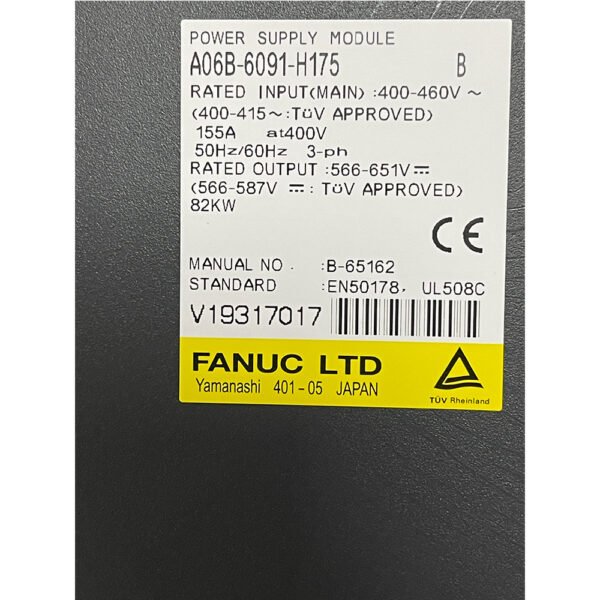 POWER SUPPLY MODULE
A06B-6091-H175 B
RATED INPUT(MAIN) :400-460V ~
(400-415~:TüV APPROVED)
155A at400V
50Hz/60Hz 3-ph
RATED OUTPUT :566-651V ⎓
(566-587V ⎓: TüV APPROVED)
82KW
CE
MANUAL NO. :B-65162
STANDARD :EN50178, UL508C
V19317017
FANUC LTD
Yamanashi 401-05 JAPAN
TÜV Rheinland